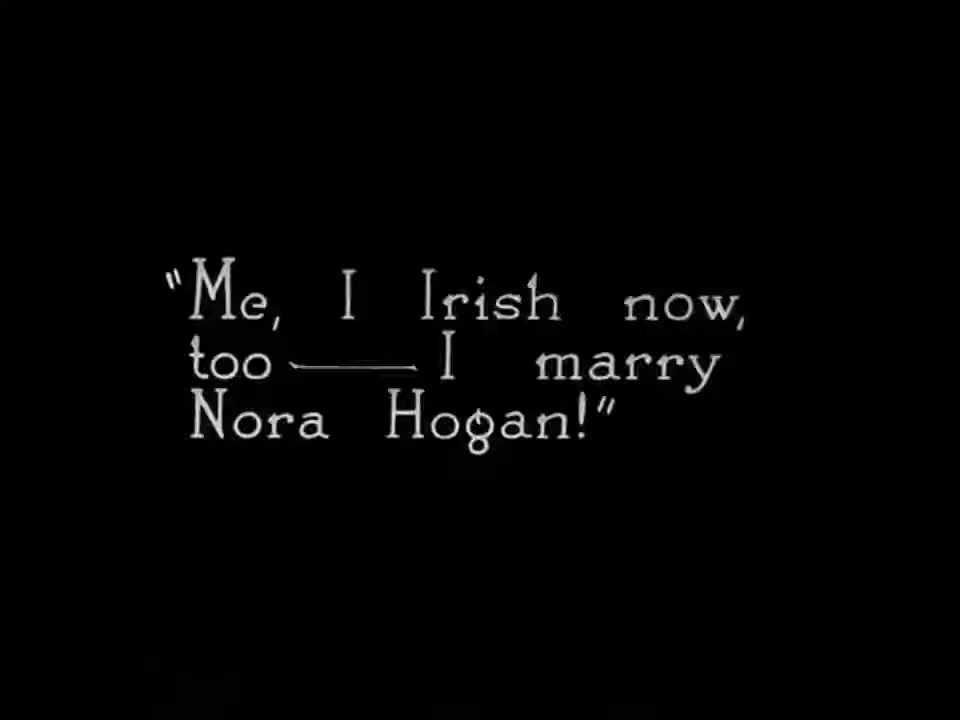 "Me, I Irish now,
too —— I marry
Nora Hogan!"